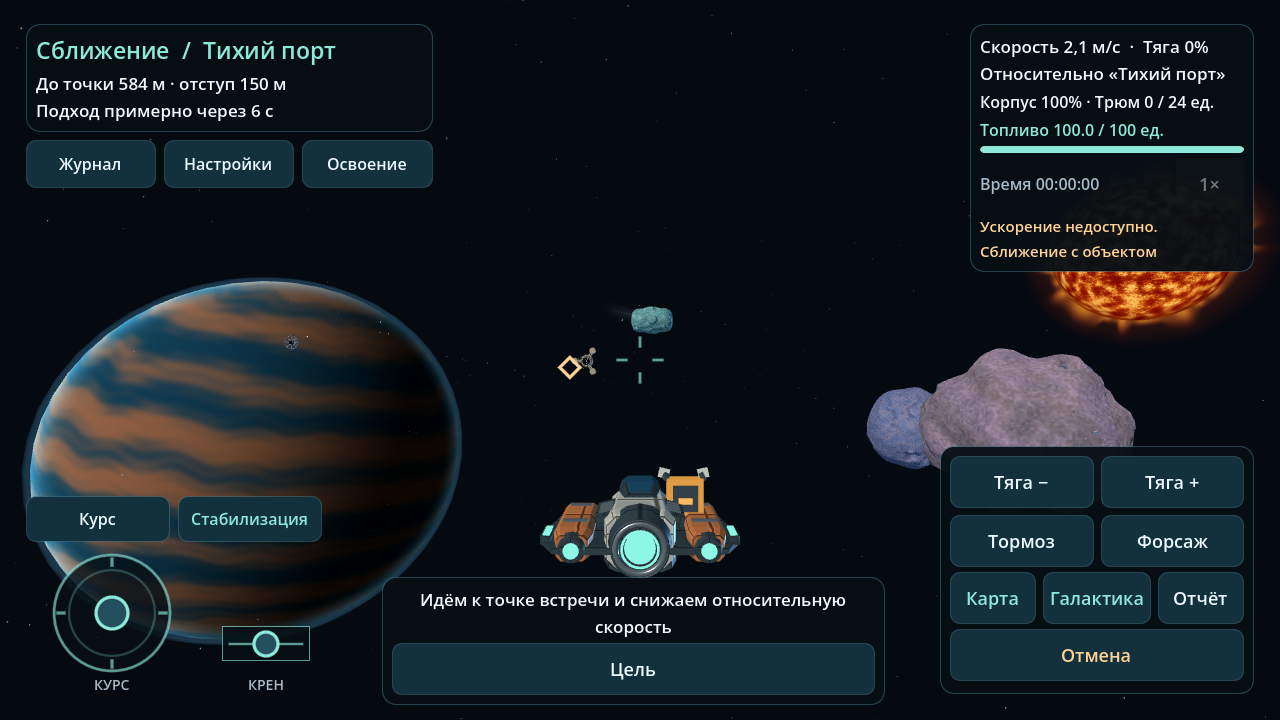 Сближение / Тихий порт
До точки 584 м · отступ 150 м
Подход примерно через 6 с
Журнал
Настройки
Освоение
Скорость 2,1 м/с · Тяга 0%
Относительно «Тихий порт»
Корпус 100% · Трюм 0 / 24 ед.
Топливо 100.0 / 100 ед.
Время 00:00:00
1×
Ускорение недоступно.
Сближение с объектом
Курс
Стабилизация
КУРС
КРЕН
Идём к точке встречи и снижаем относительную
скорость
Цель
Тяга −
Тяга +
Тормоз
Форсаж
Карта
Галактика
Отчёт
Отмена